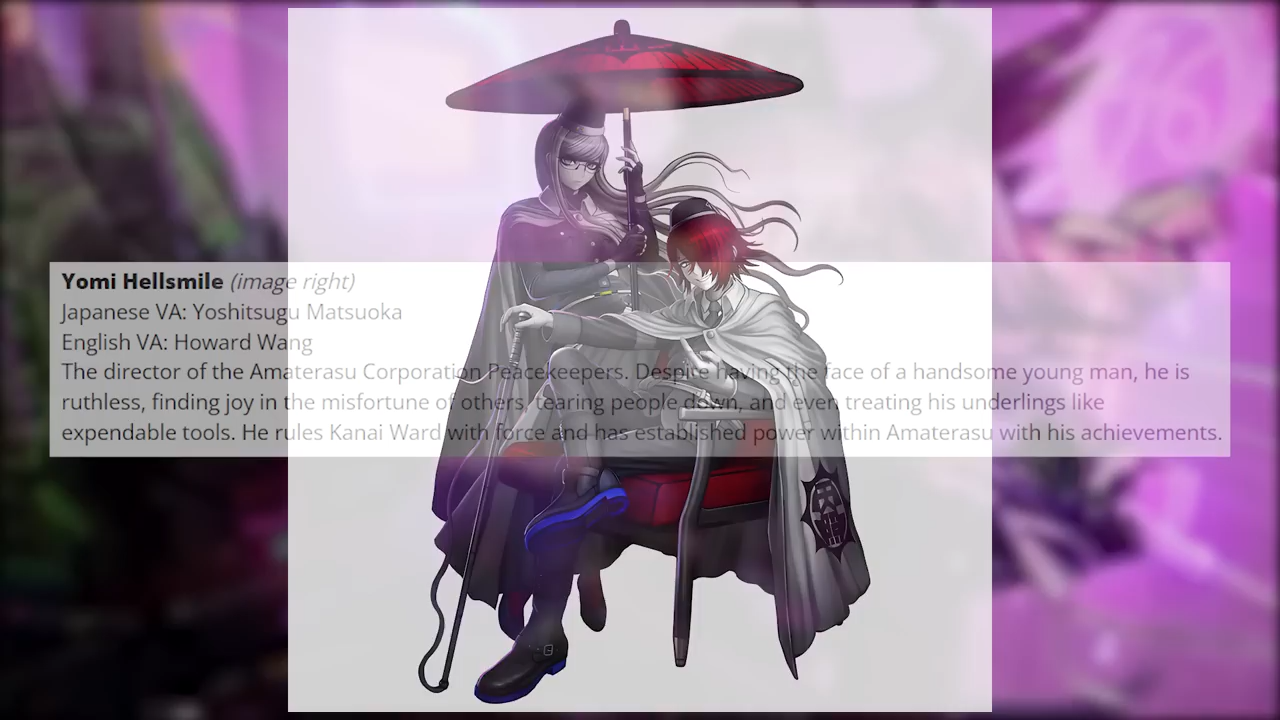 Yomi Hellsmile (image right)
Japanese VA: Yoshitsugu Matsuoka
English VA: Howard Wang
The director of the Amaterasu Corporation Peacekeepers. Despite having the face of a handsome young man, he is
ruthless, finding joy in the misfortune of others, tearing people down, and even treating his underlings like
expendable tools. He rules Kanai Ward with force and has established power within Amaterasu with his achievements.